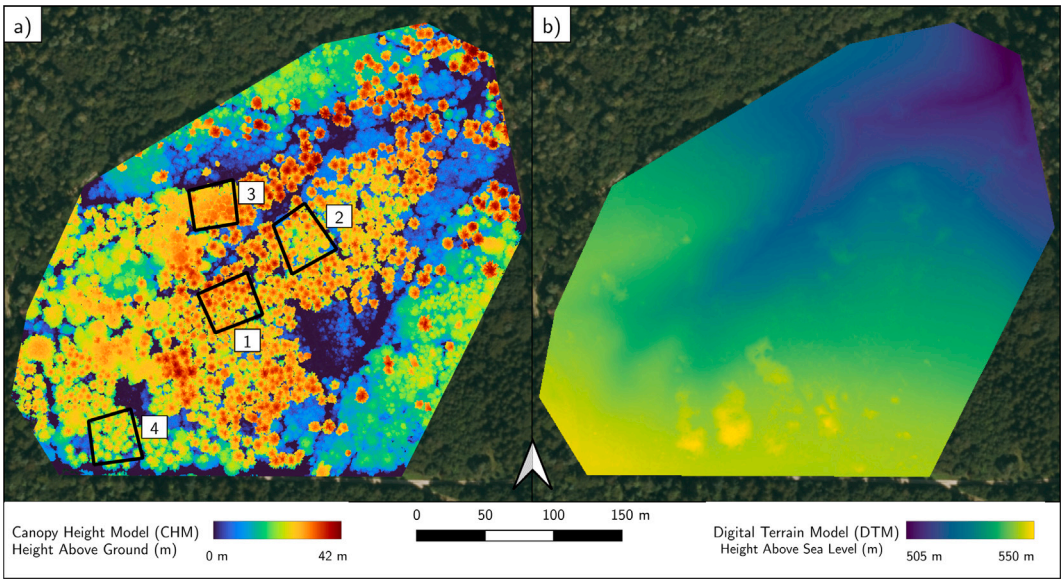 a)
b)
3
2
1
4
Canopy Height Model (CHM)
Height Above Ground (m)
0 m
42 m
0
50
100
150 m
Digital Terrain Model (DTM)
Height Above Sea Level (m)
505 m
550 m